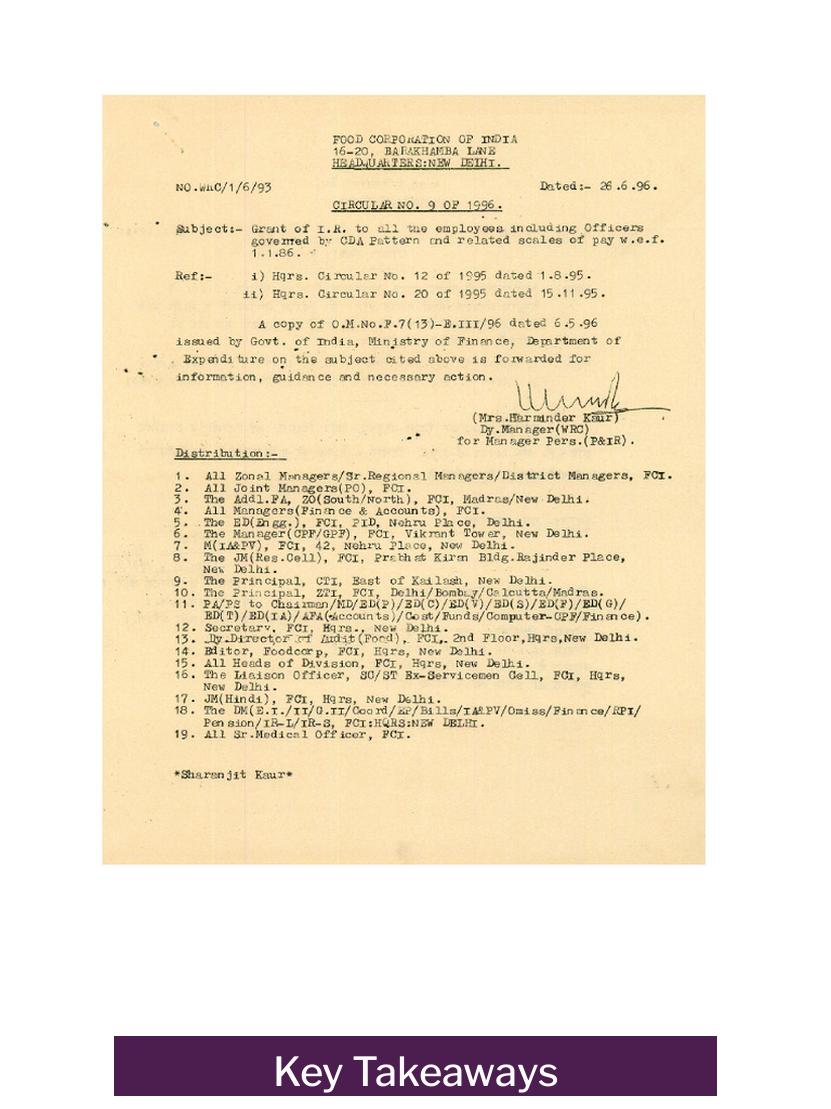 FOOD CORPORATION OF INDIA
16-20, BARAKHAMBA LANE
HEADQUARTERS:NEW DELHI.
NO.WRC/1/6/93 Dated:- 26.6.96.
CIRCULAR NO. 9 OF 1996.
Subject:- Grant of I.R. to all the employees including Officers
governed by CDA Pattern and related scales of pay w.e.f.
1.1.86.
Ref:- i) Hqrs. Circular No. 12 of 1995 dated 1.8.95.
ii) Hqrs. Circular No. 20 of 1995 dated 15.11.95.
A copy of O.M.No.F.7(13)-E.III/96 dated 6.5.96
issued by Govt. of India, Ministry of Finance, Department of
Expenditure on the subject cited above is forwarded for
information, guidance and necessary action.
(Mrs.Harminder Kaur)
Dy.Manager(WRC)
for Manager Pers.(P&IR).
Distribution:-
1. All Zonal Managers/Sr.Regional Managers/District Managers, FCI.
2. All Joint Managers(PO), FCI.
3. The Addl.FA, ZO(South/North), FCI, Madras/New Delhi.
4. All Managers(Finance & Accounts), FCI.
5. The ED(Engg.), FCI, PID, Nehru Place, Delhi.
6. The Manager(CPF/GPF), FCI, Vikrant Tower, New Delhi.
7. M(IA&PV), FCI, 42, Nehru Place, New Delhi.
8. The JM(Res.Cell), FCI, Prabhat Kiran Bldg.Rajinder Place,
New Delhi.
9. The Principal, CTI, East of Kailash, New Delhi.
10. The Principal, ZTI, FCI, Delhi/Bombay/Calcutta/Madras.
11. PA/PS to Chairman/MD/ED(P)/ED(C)/ED(V)/ED(S)/ED(F)/ED(G)/
ED(T)/ED(IA)/AFA(Accounts)/Cost/Funds/Computer-CPF/Finance).
12. Secretary, FCI, Hqrs., New Delhi.
13. Dy.Director of Audit(Food), FCI, 2nd Floor,Hqrs,New Delhi.
14. Editor, Foodcorp, FCI, Hqrs, New Delhi.
15. All Heads of Division, FCI, Hqrs, New Delhi.
16. The Liaison Officer, SC/ST Ex-Servicemen Cell, FCI, Hqrs,
New Delhi.
17. JM(Hindi), FCI, Hqrs, New Delhi.
18. The DM(E.I./II/G.II/Coord/EP/Bills/IA&PV/Omiss/Finance/RPI/
Pension/IR-L/IR-S, FCI:HQRS:NEW DELHI.
19. All Sr.Medical Officer, FCI.
*Sharanjit Kaur*
Key Takeaways